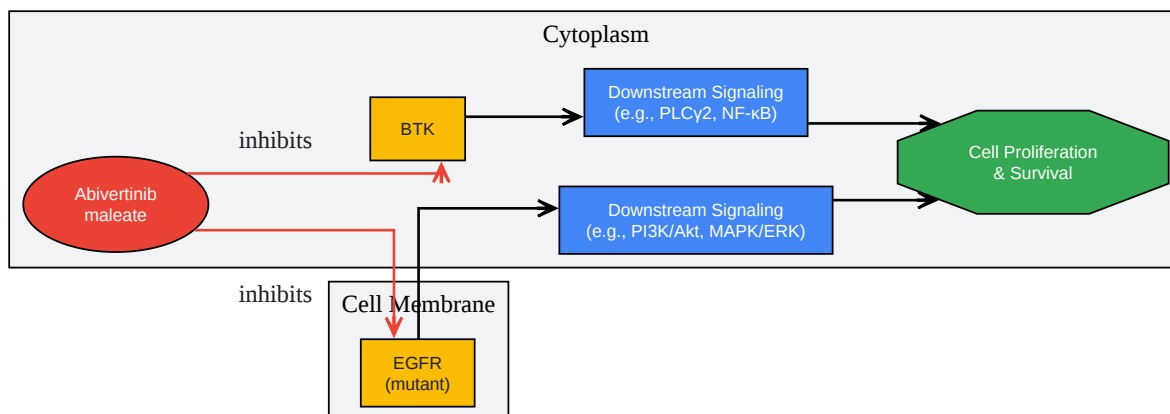 Cytoplasm
Downstream Signaling
(e.g., PLCγ2, NF-κB)
BTK
inhibits
Cell Proliferation
& Survival
Abivertinib
maleate
Downstream Signaling
(e.g., PI3K/Akt, MAPK/ERK)
inhibits
Cell Membrane
EGFR
(mutant)